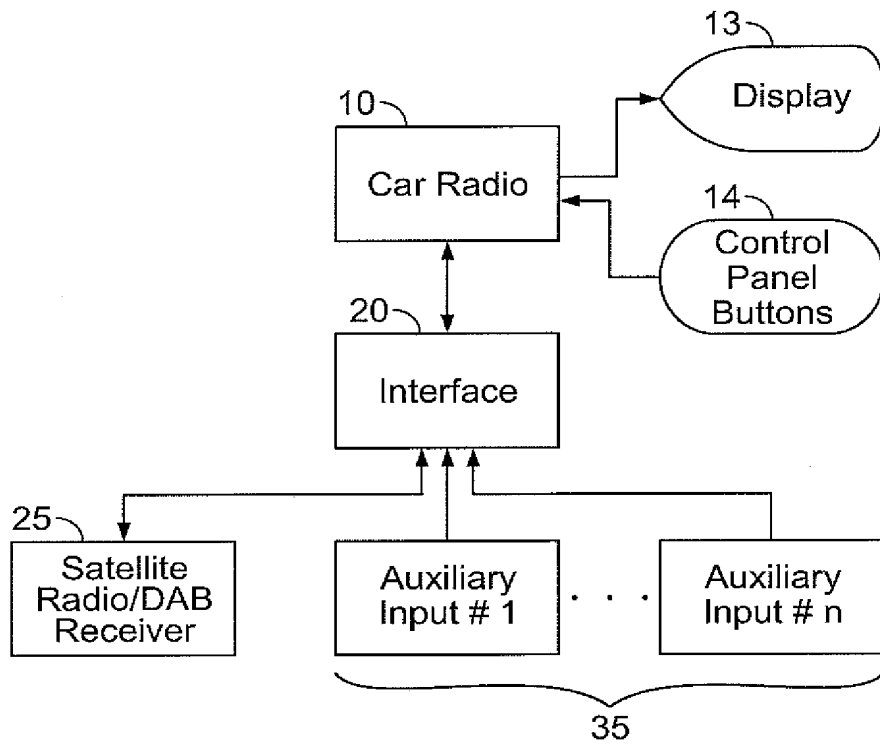 13
Display
10
Car Radio
14
Control
Panel
Buttons
20
Interface
25
Satellite
Radio/DAB
Receiver
Auxiliary
Input # 1
. . .
Auxiliary
Input # n
35